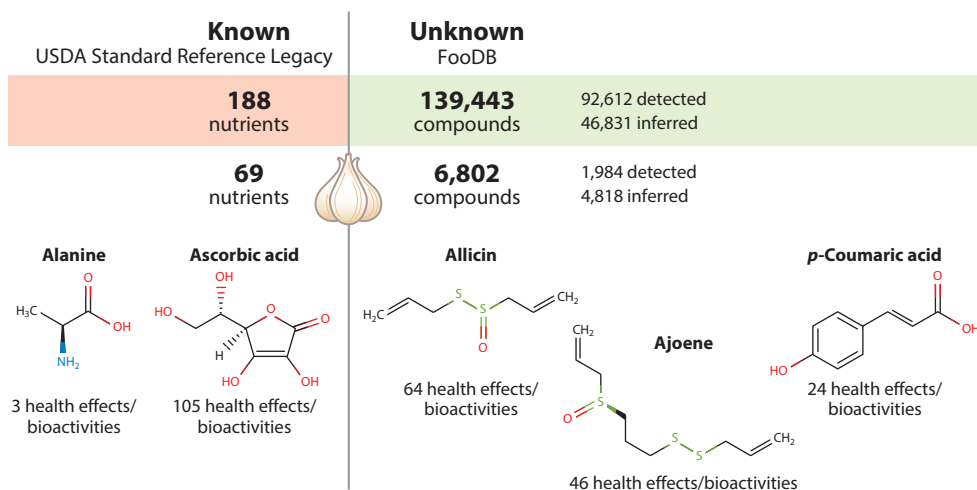 Known
USDA Standard Reference Legacy
Unknown
FooDB
188
nutrients
139,443
compounds
92,612 detected
46,831 inferred
69
nutrients
6,802
compounds
1,984 detected
4,818 inferred
Alanine
O
H₃C
OH
NH₂
3 health effects/
bioactivities
Ascorbic acid
OH
HO
O
O
H
HO
OH
105 health effects/
bioactivities
Allicin
S
S
CH₂
H₂C
O
64 health effects/
bioactivities
Ajoene
CH₂
S
O
S
S
CH₂
46 health effects/bioactivities
p-Coumaric acid
O
OH
HO
24 health effects/
bioactivities